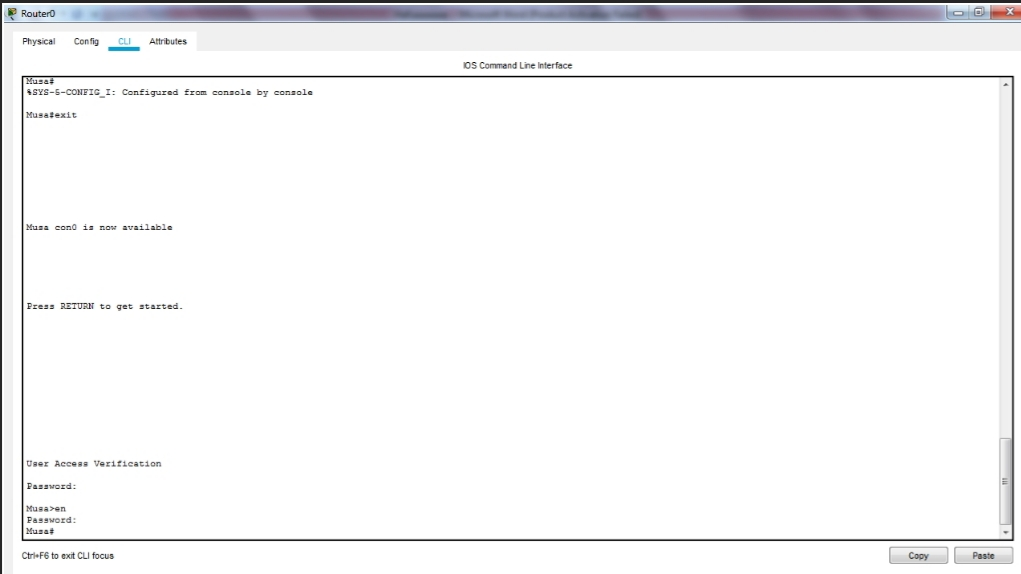 Router0
Physical Config CLI Attributes
IOS Command Line Interface
Musa#
%SYS-5-CONFIG_I: Configured from console by console
Musa#exit
Musa con0 is now available
Press RETURN to get started.
User Access Verification
Password:
Musa>en
Password:
Musa#
Ctrl+F6 to exit CLI focus
Copy
Paste